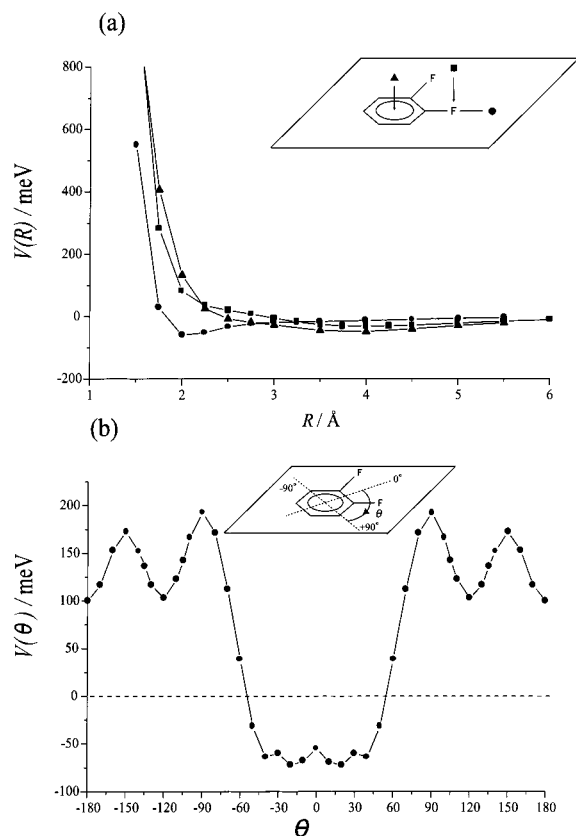 (a)
800
600
400
200
0
-200
V(R) / meV
F
F
1 2 3 4 5 6
R / Å
(b)
200
150
100
50
0
-50
-100
V(θ) / meV
F
-90°
0°
F
θ
+90°
-180 -150 -120 -90 -60 -30 0 30 60 90 120 150 180
θ